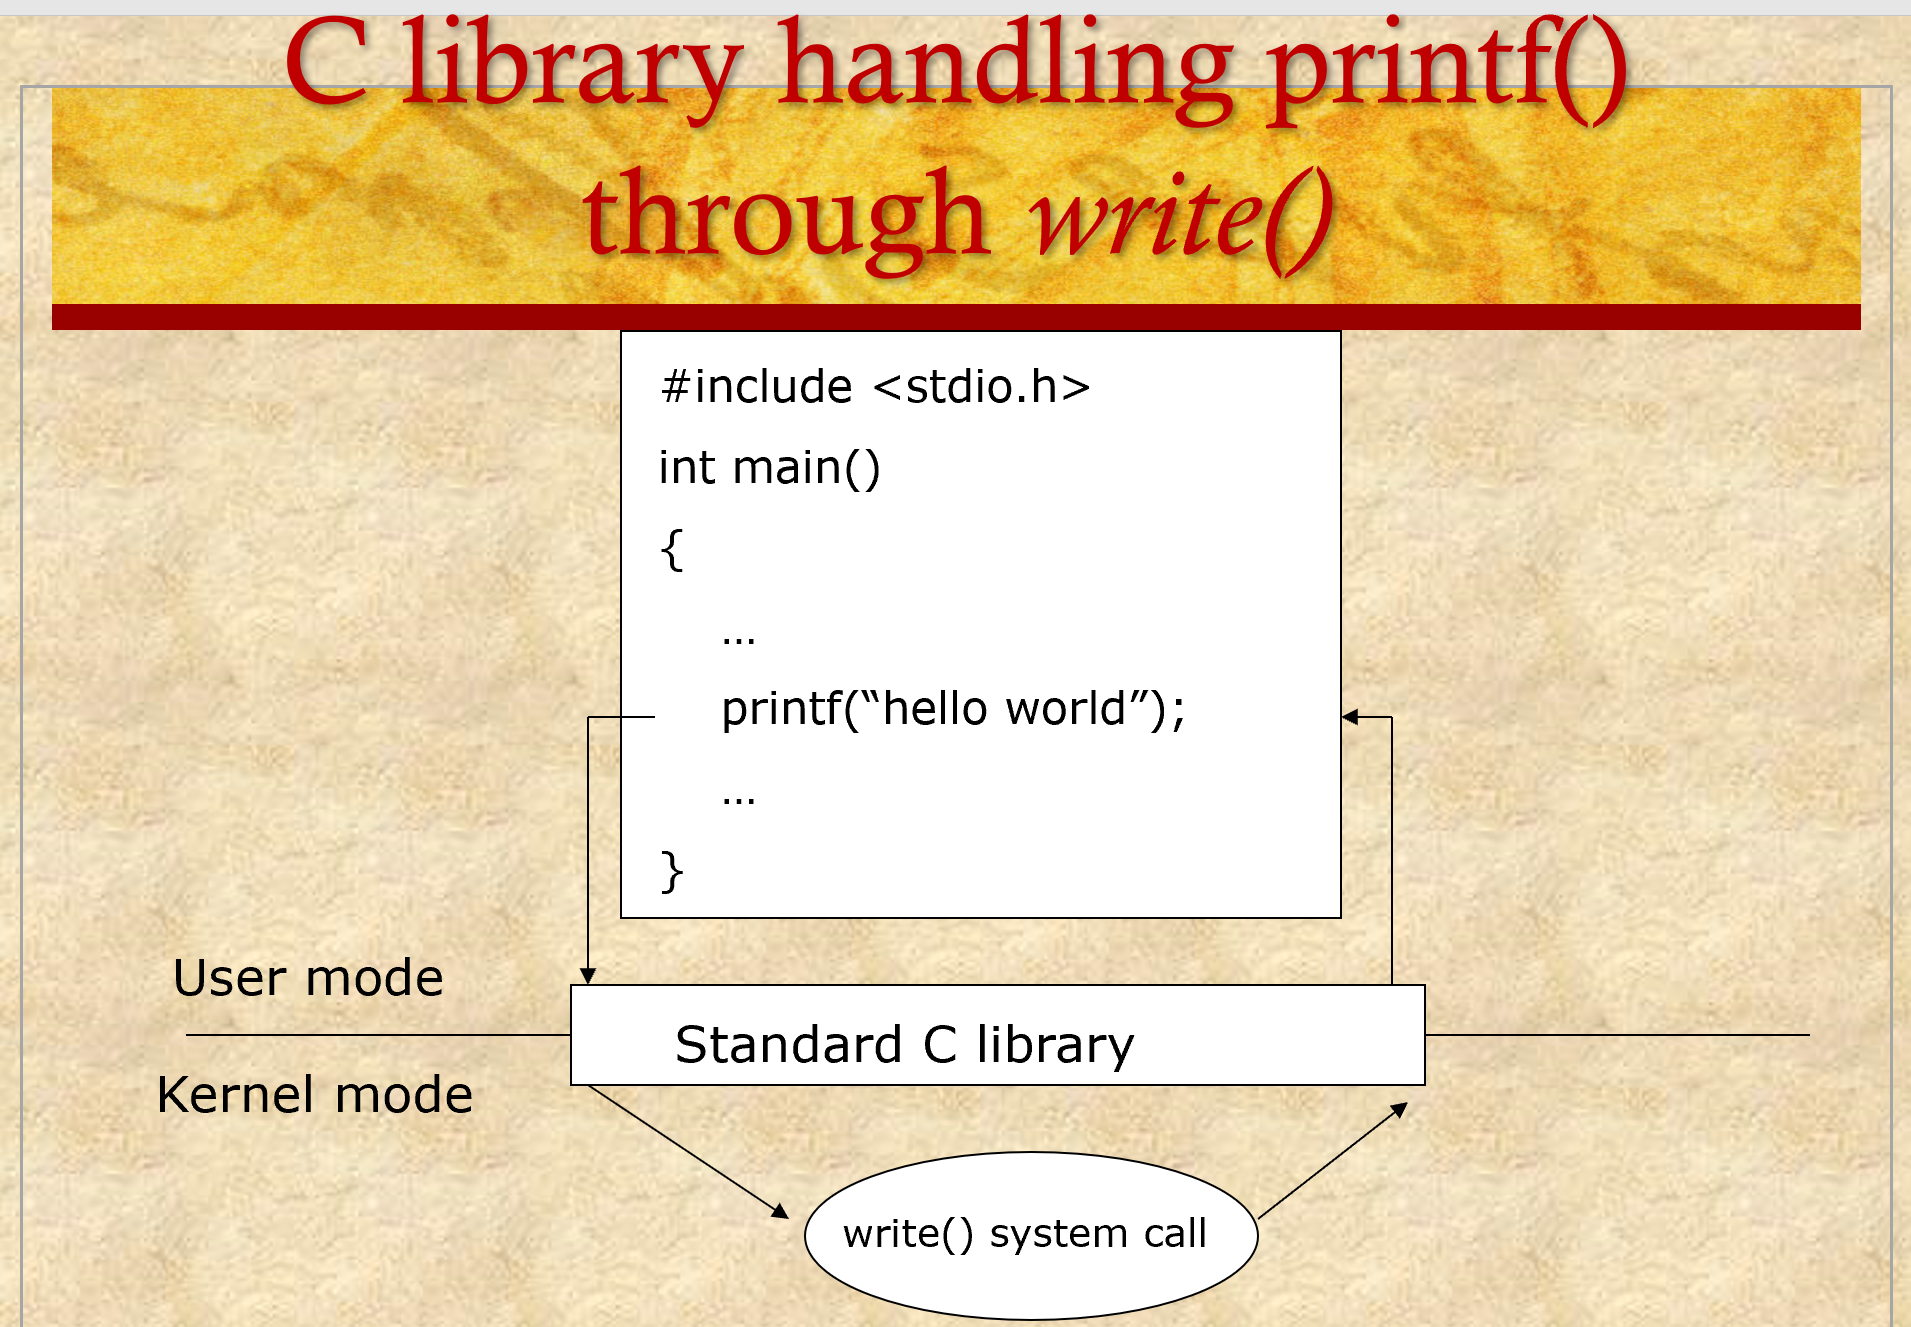 C library handling printf()
through write()
#include <stdio.h>
int main()
{
…
printf(“hello world”);
…
}
User mode
Standard C library
Kernel mode
write() system call